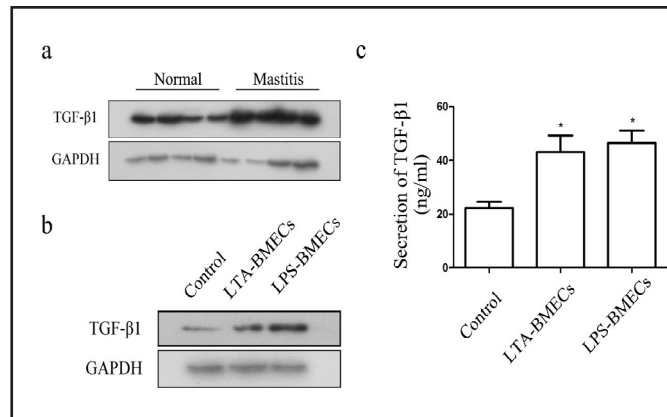 a
Normal Mastitis
TGF-β1
GAPDH
b
Control LTA-BMECs LPS-BMECs
TGF-β1
GAPDH
c
Secretion of TGF-β1
(ng/ml)
60
40
20
0
* *
Control LTA-BMECs LPS-BMECs